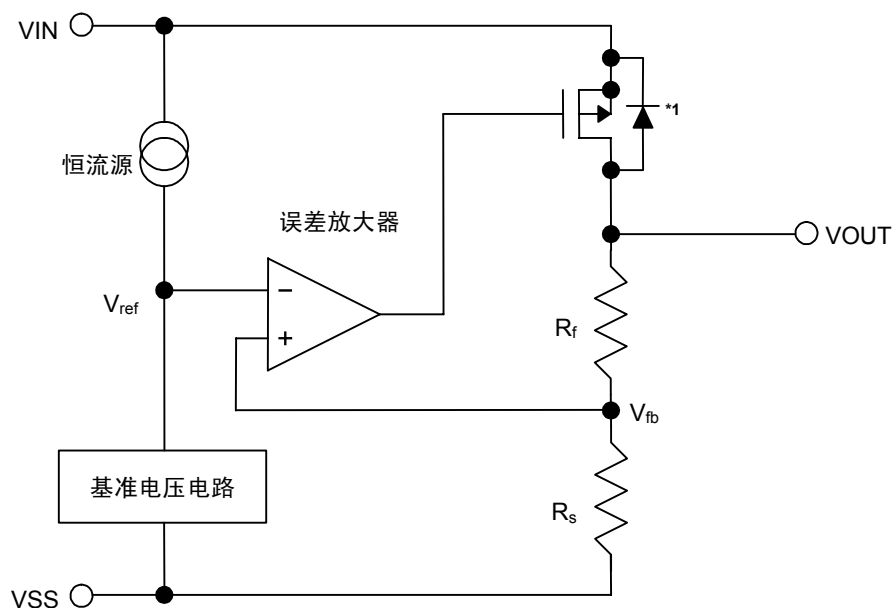 VIN
*1
恒流源
误差放大器
VOUT
−
Vref
+
Rf
Vfb
基准电压电路
Rs
VSS